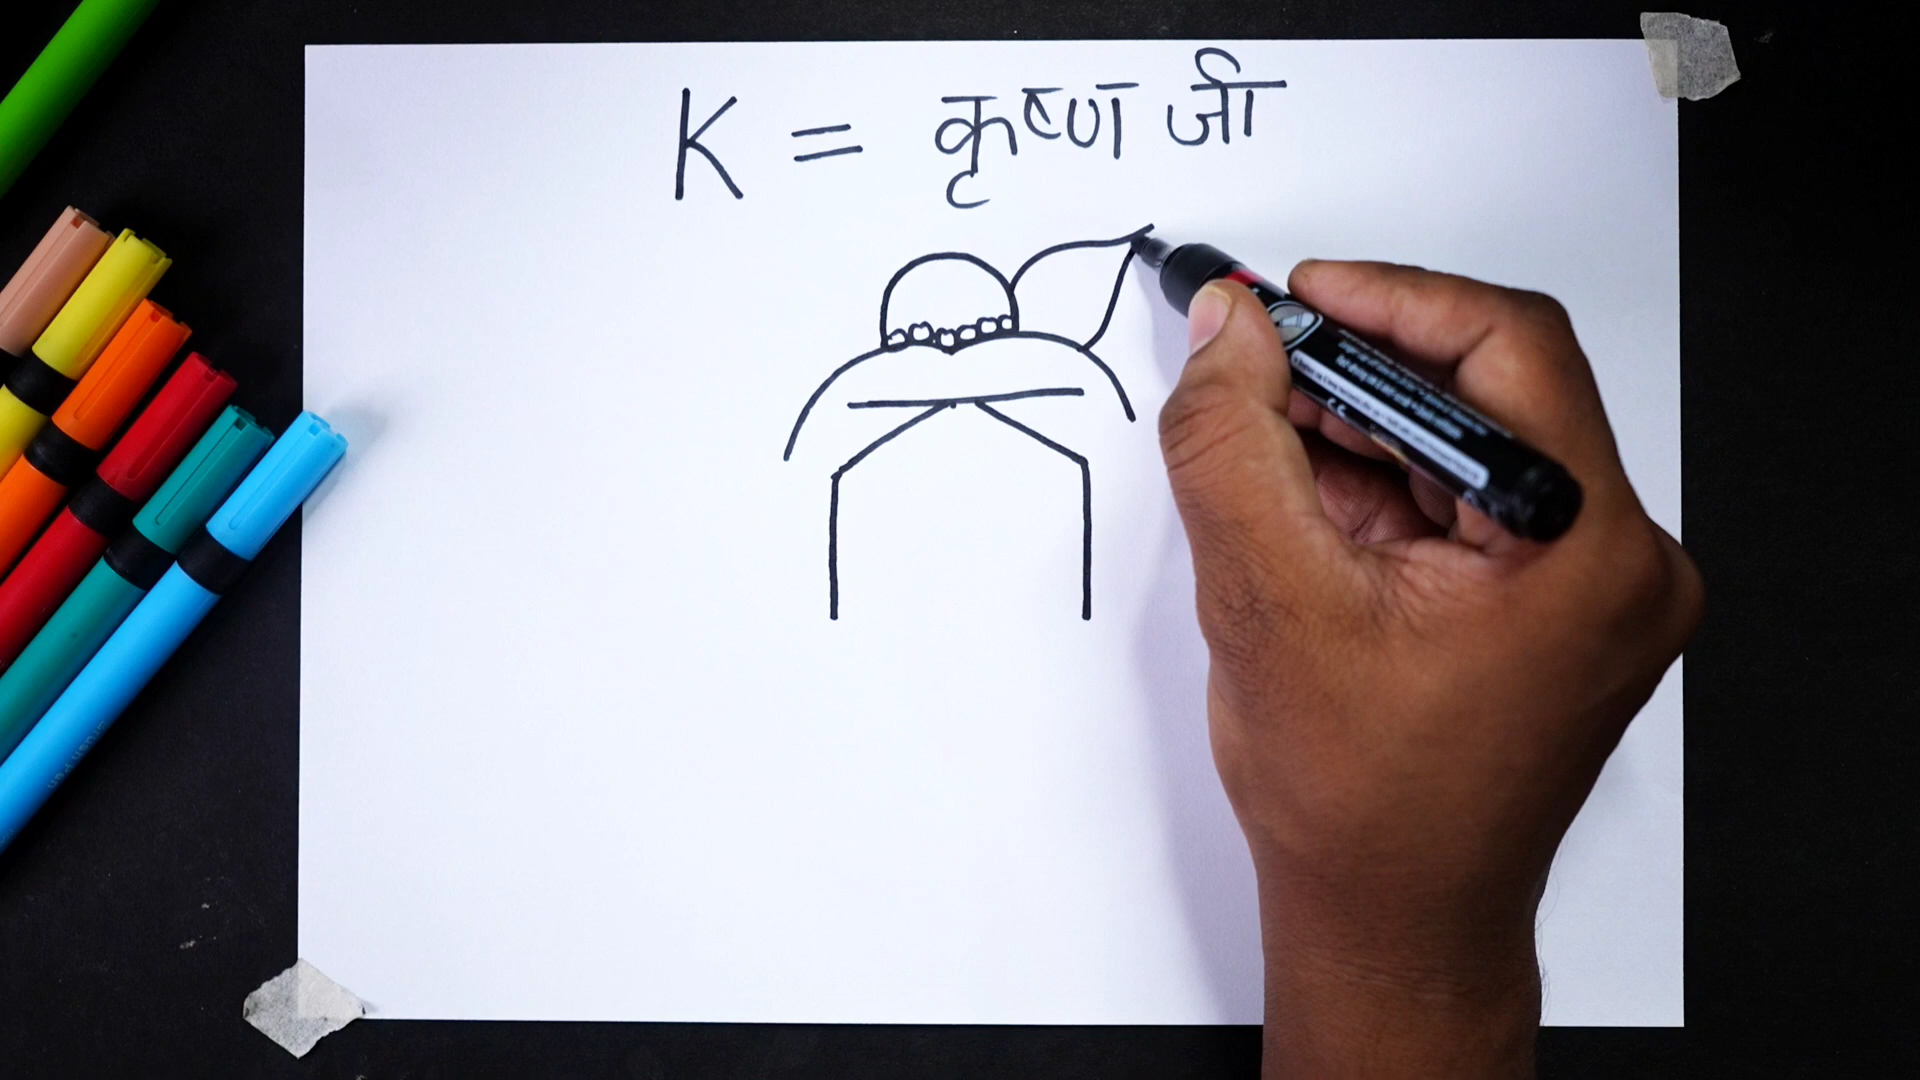 K = कृष्ण जी